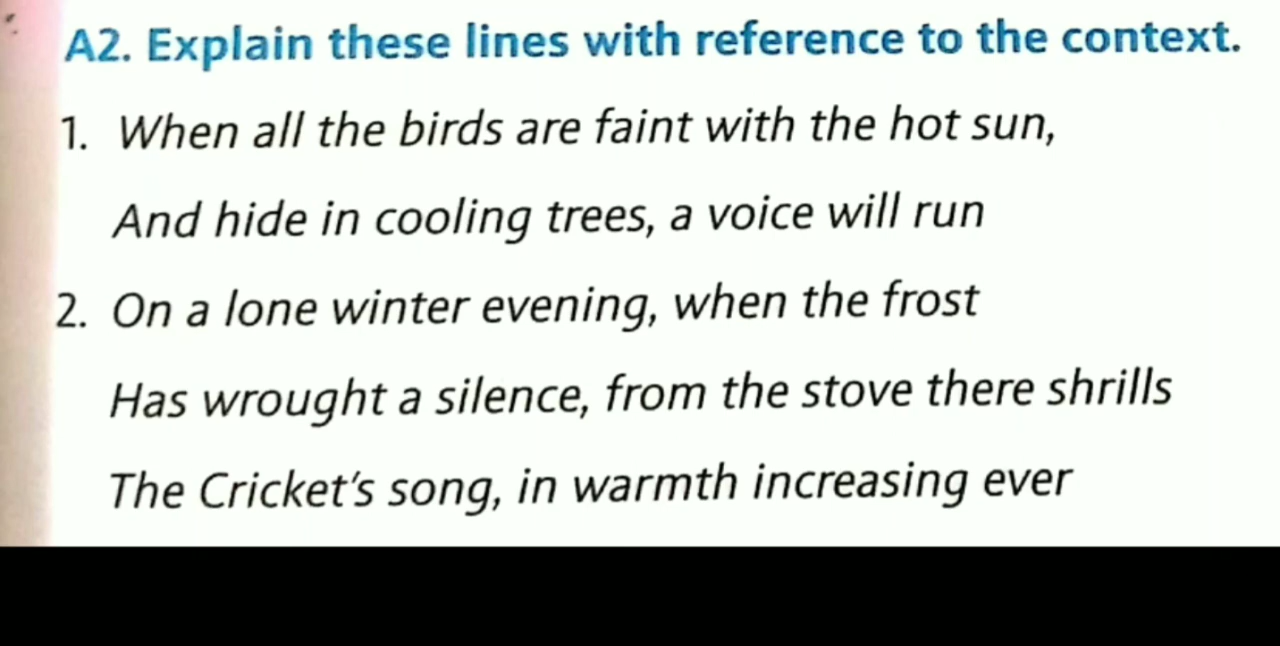 A2. Explain these lines with reference to the context.
1. When all the birds are faint with the hot sun,
And hide in cooling trees, a voice will run
2. On a lone winter evening, when the frost
Has wrought a silence, from the stove there shrills
The Cricket's song, in warmth increasing ever